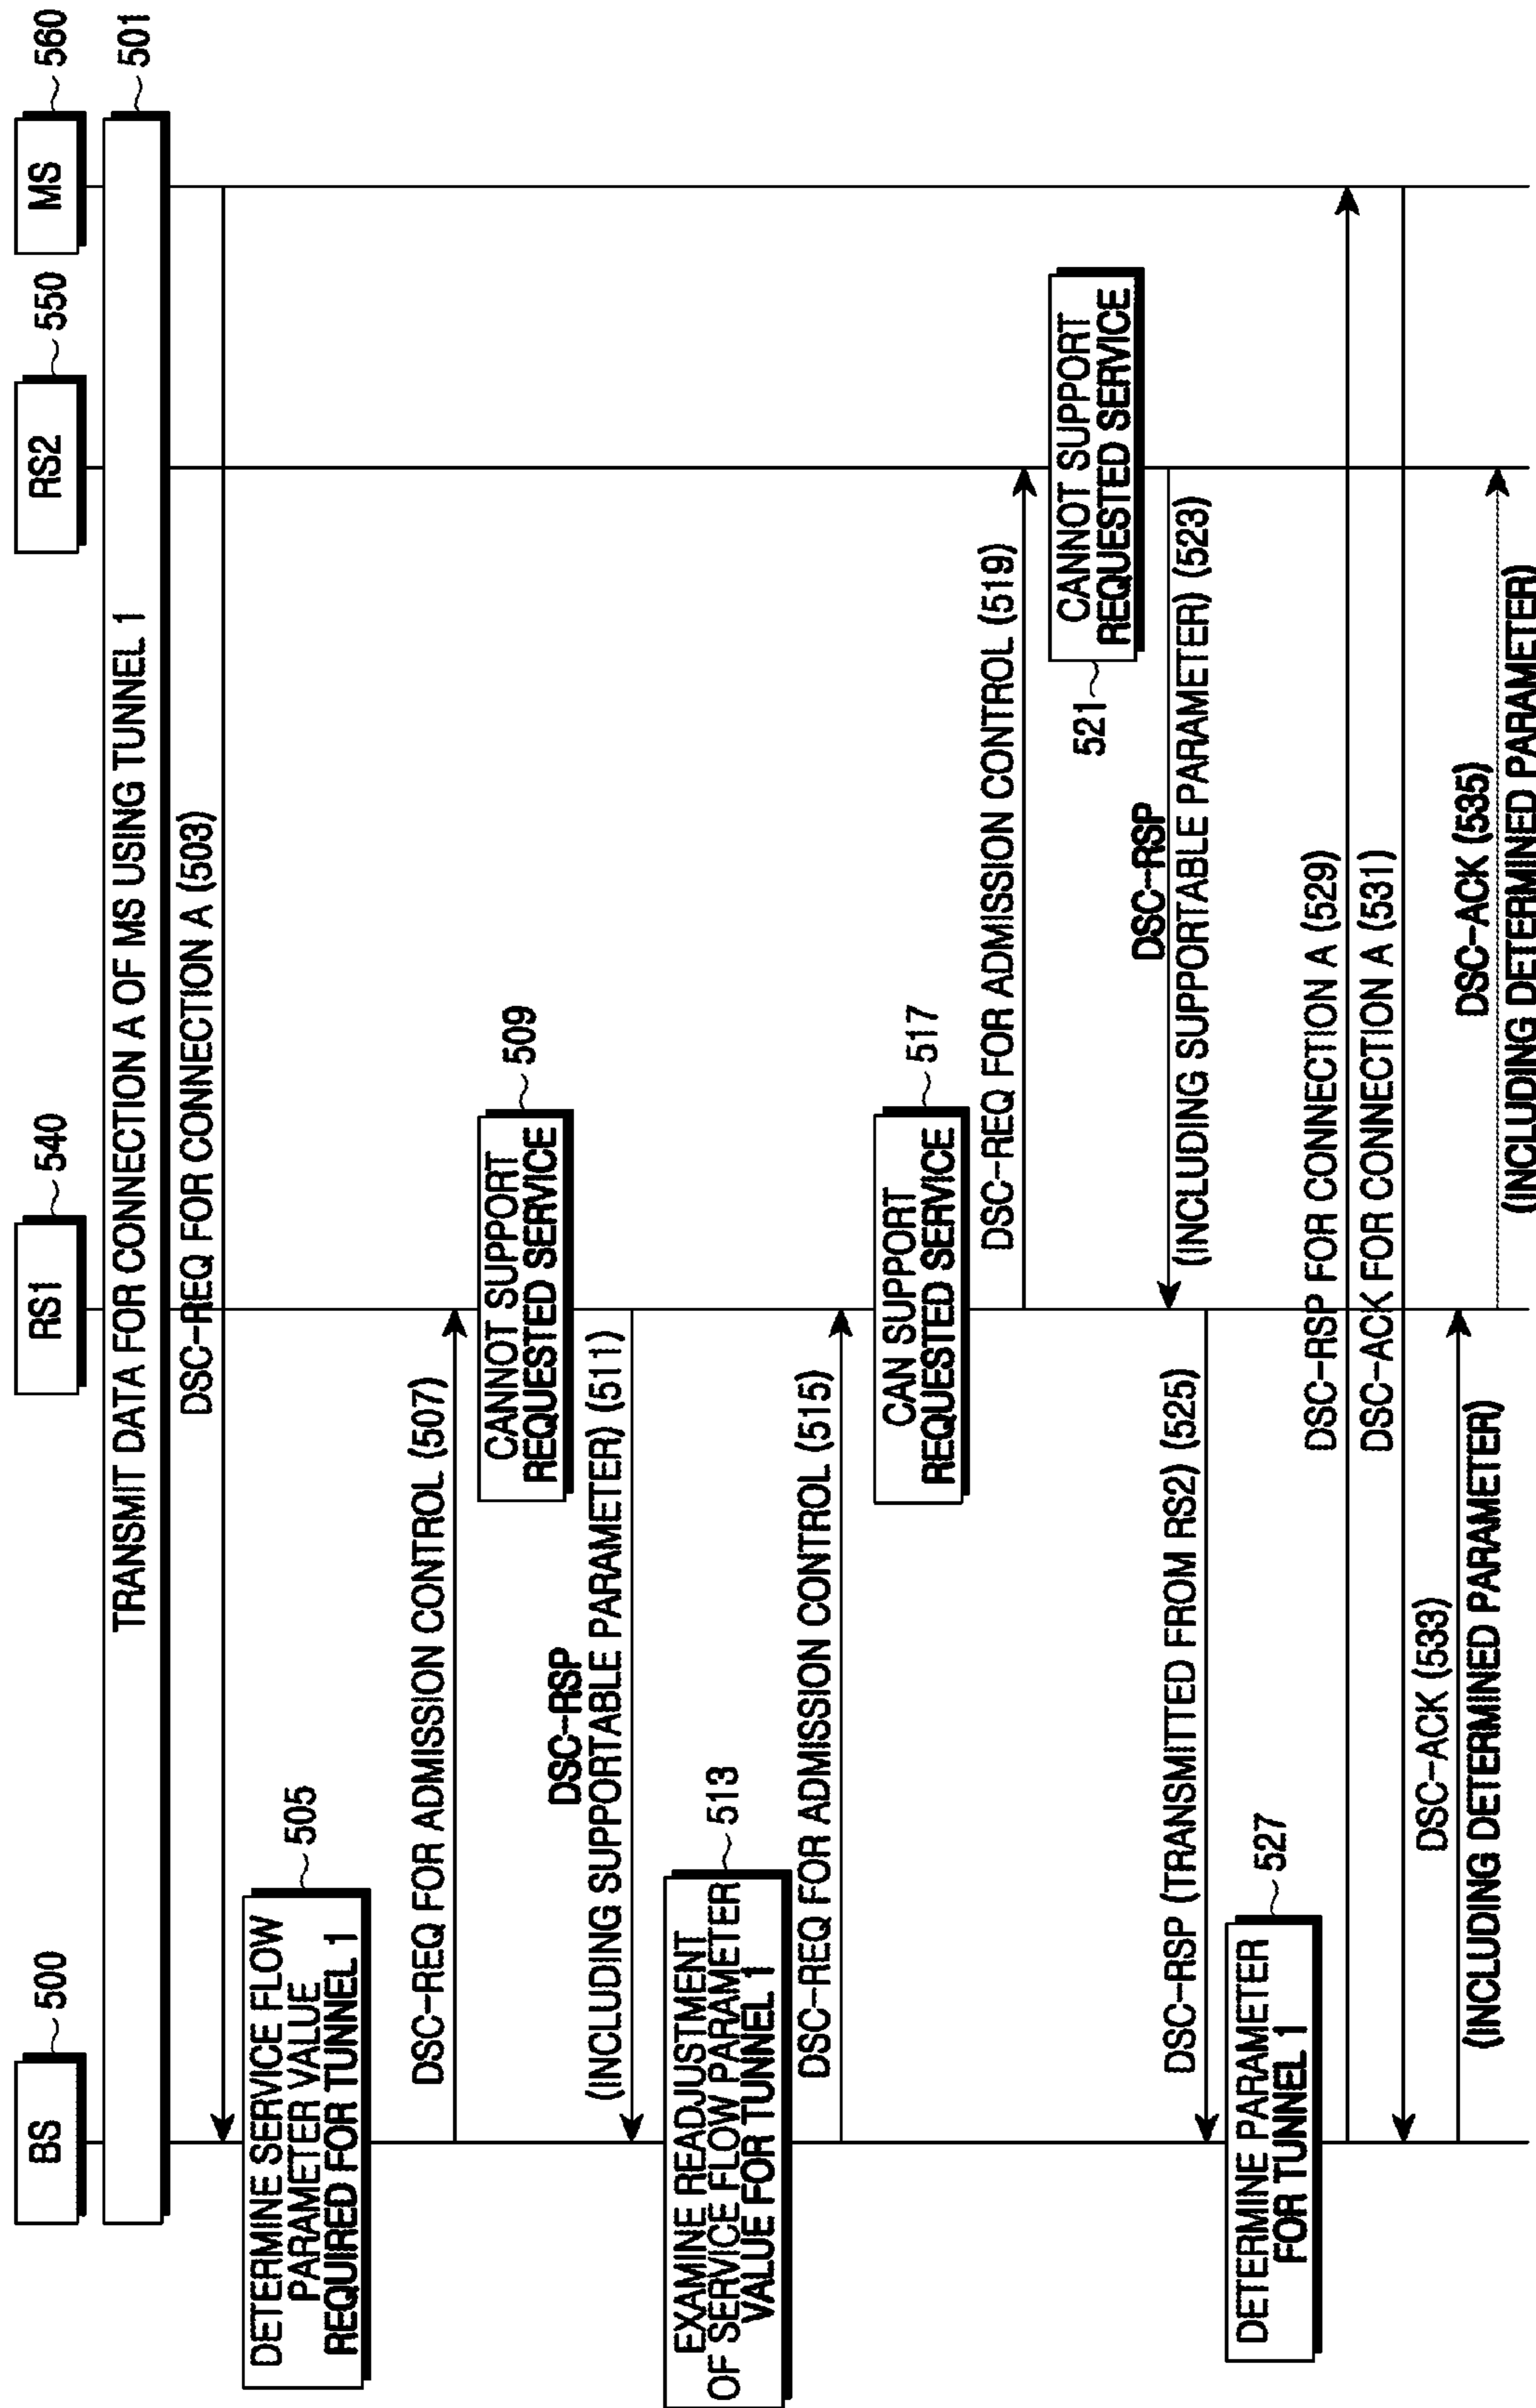 BS
500
RS1
540
RS2
550
MS
560
TRANSMIT DATA FOR CONNECTION A OF MS USING TUNNEL 1
501
DSC-REQ FOR CONNECTION A (503)
DETERMINE SERVICE FLOW
PARAMETER VALUE
REQUIRED FOR TUNNEL 1
505
DSC-REQ FOR ADMISSION CONTROL (507)
CANNOT SUPPORT
REQUESTED SERVICE
509
DSC-RSP
(INCLUDING SUPPORTABLE PARAMETER) (511)
EXAMINE READJUSTMENT
OF SERVICE FLOW PARAMETER
VALUE FOR TUNNEL 1
513
DSC-REQ FOR ADMISSION CONTROL (515)
CAN SUPPORT
REQUESTED SERVICE
517
DSC-REQ FOR ADMISSION CONTROL (519)
CANNOT SUPPORT
REQUESTED SERVICE
521
DSC-RSP
(INCLUDING SUPPORTABLE PARAMETER) (523)
DSC-RSP (TRANSMITTED FROM RS2) (525)
DETERMINE PARAMETER
FOR TUNNEL 1
527
DSC-RSP FOR CONNECTION A (529)
DSC-ACK FOR CONNECTION A (531)
DSC-ACK (533)
(INCLUDING DETERMINED PARAMETER)
DSC-ACK (535)
(INCLUDING DETERMINED PARAMETER)